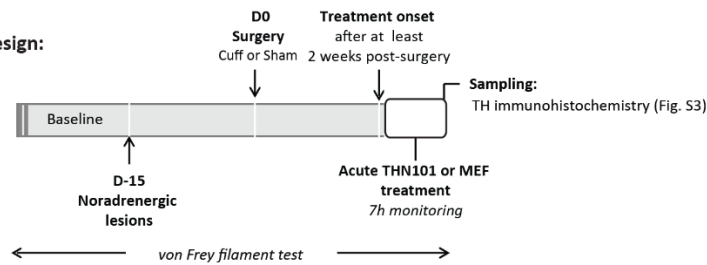 esign:
D0
Surgery
Cuff or Sham
Treatment onset
after at least
2 weeks post-surgery
Sampling:
TH immunohistochemistry (Fig. S3)
Baseline
D-15
Noradrenergic
lesions
Acute THN101 or MEF
treatment
7h monitoring
von Frey filament test